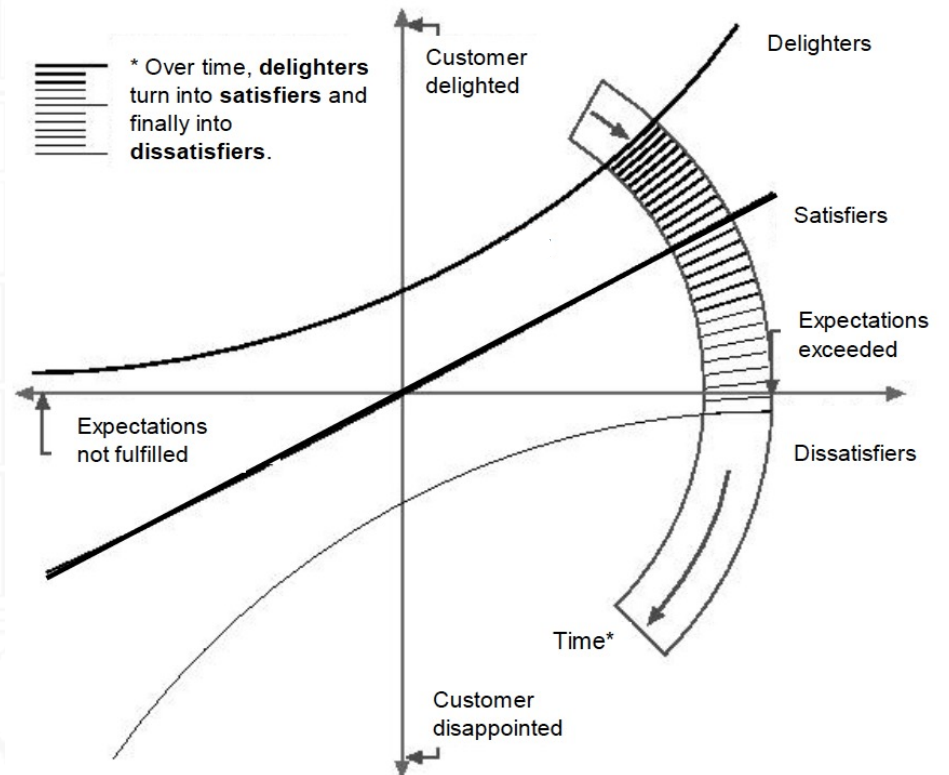 * Over time, delighters
turn into satisfiers and
finally into
dissatisfiers.
Customer
delighted
Delighters
Satisfiers
Expectations
exceeded
Expectations
not fulfilled
Dissatisfiers
Time*
Customer
disappointed